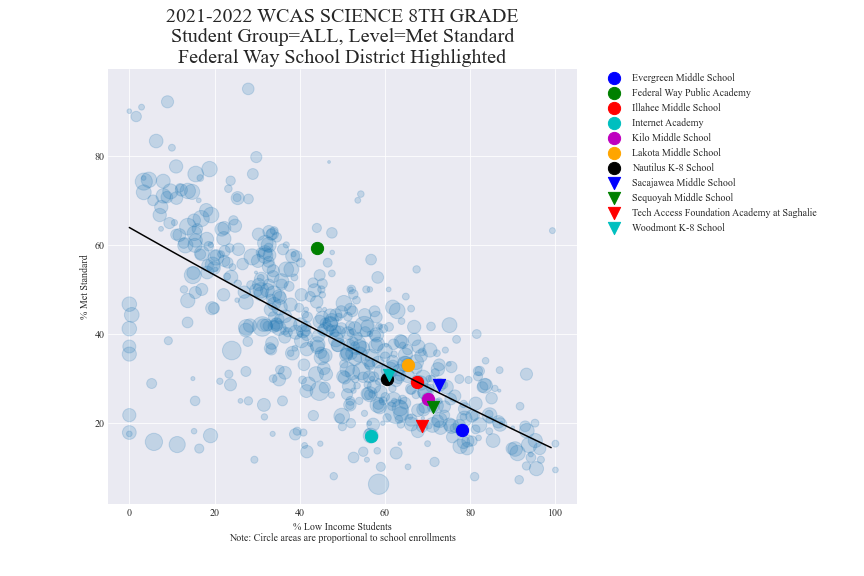 2021-2022 WCAS SCIENCE 8TH GRADE
Student Group=ALL, Level=Met Standard
Federal Way School District Highlighted
Evergreen Middle School
Federal Way Public Academy
Illahee Middle School
Internet Academy
Kilo Middle School
Lakota Middle School
Nautilus K-8 School
Sacajawea Middle School
Sequoyah Middle School
Tech Access Foundation Academy at Saghalie
Woodmont K-8 School
% Met Standard
80
60
40
20
0 20 40 60 80 100
% Low Income Students
Note: Circle areas are proportional to school enrollments